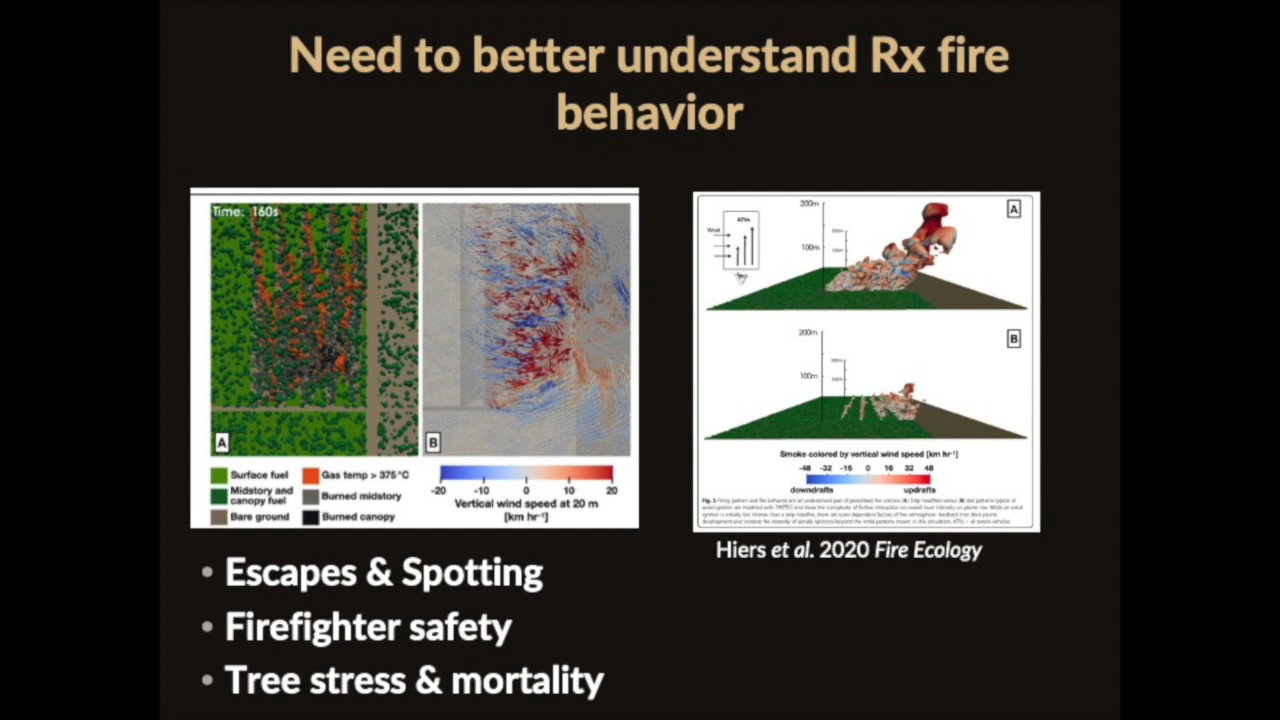 Need to better understand Rx fire
behavior
Time: 160s
A
B
Surface fuel
Midstory and
canopy fuel
Bare ground
Gas temp > 375°C
Burned midstory
Burned canopy
-20 -10 0 10 20
Vertical wind speed at 20 m
[km hr⁻¹]
A
200m
100m
ATVs
Wind
B
200m
100m
Smoke colored by vertical wind speed [km hr⁻¹]
-48 -32 -16 0 16 32 48
downdrafts updrafts
Hiers et al. 2020 Fire Ecology
• Escapes & Spotting
• Firefighter safety
• Tree stress & mortality